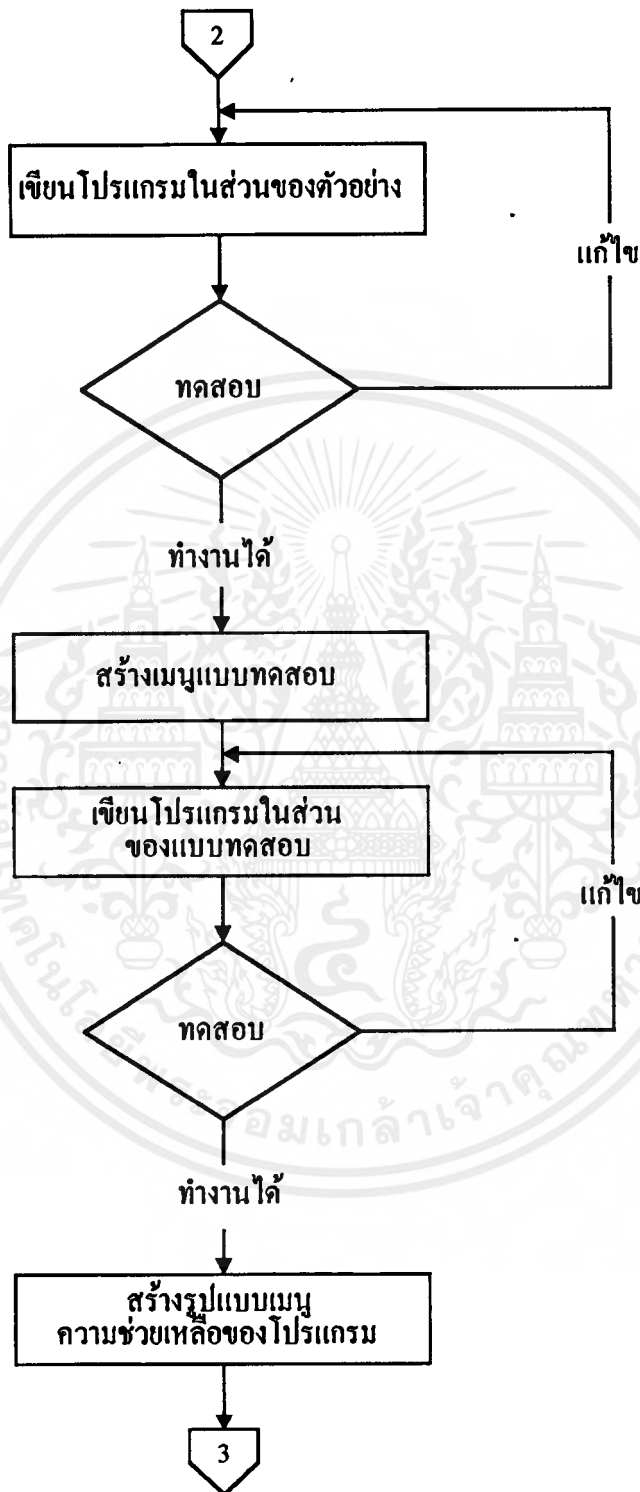 2
เขียนโปรแกรมในส่วนของตัวอย่าง
แก้ไข
ทดสอบ
ทำงานได้
สร้างเมนูแบบทดสอบ
เขียนโปรแกรมในส่วน
ของแบบทดสอบ
แก้ไข
ทดสอบ
ทำงานได้
สร้างรูปแบบเมนู
ความช่วยเหลือของโปรแกรม
3